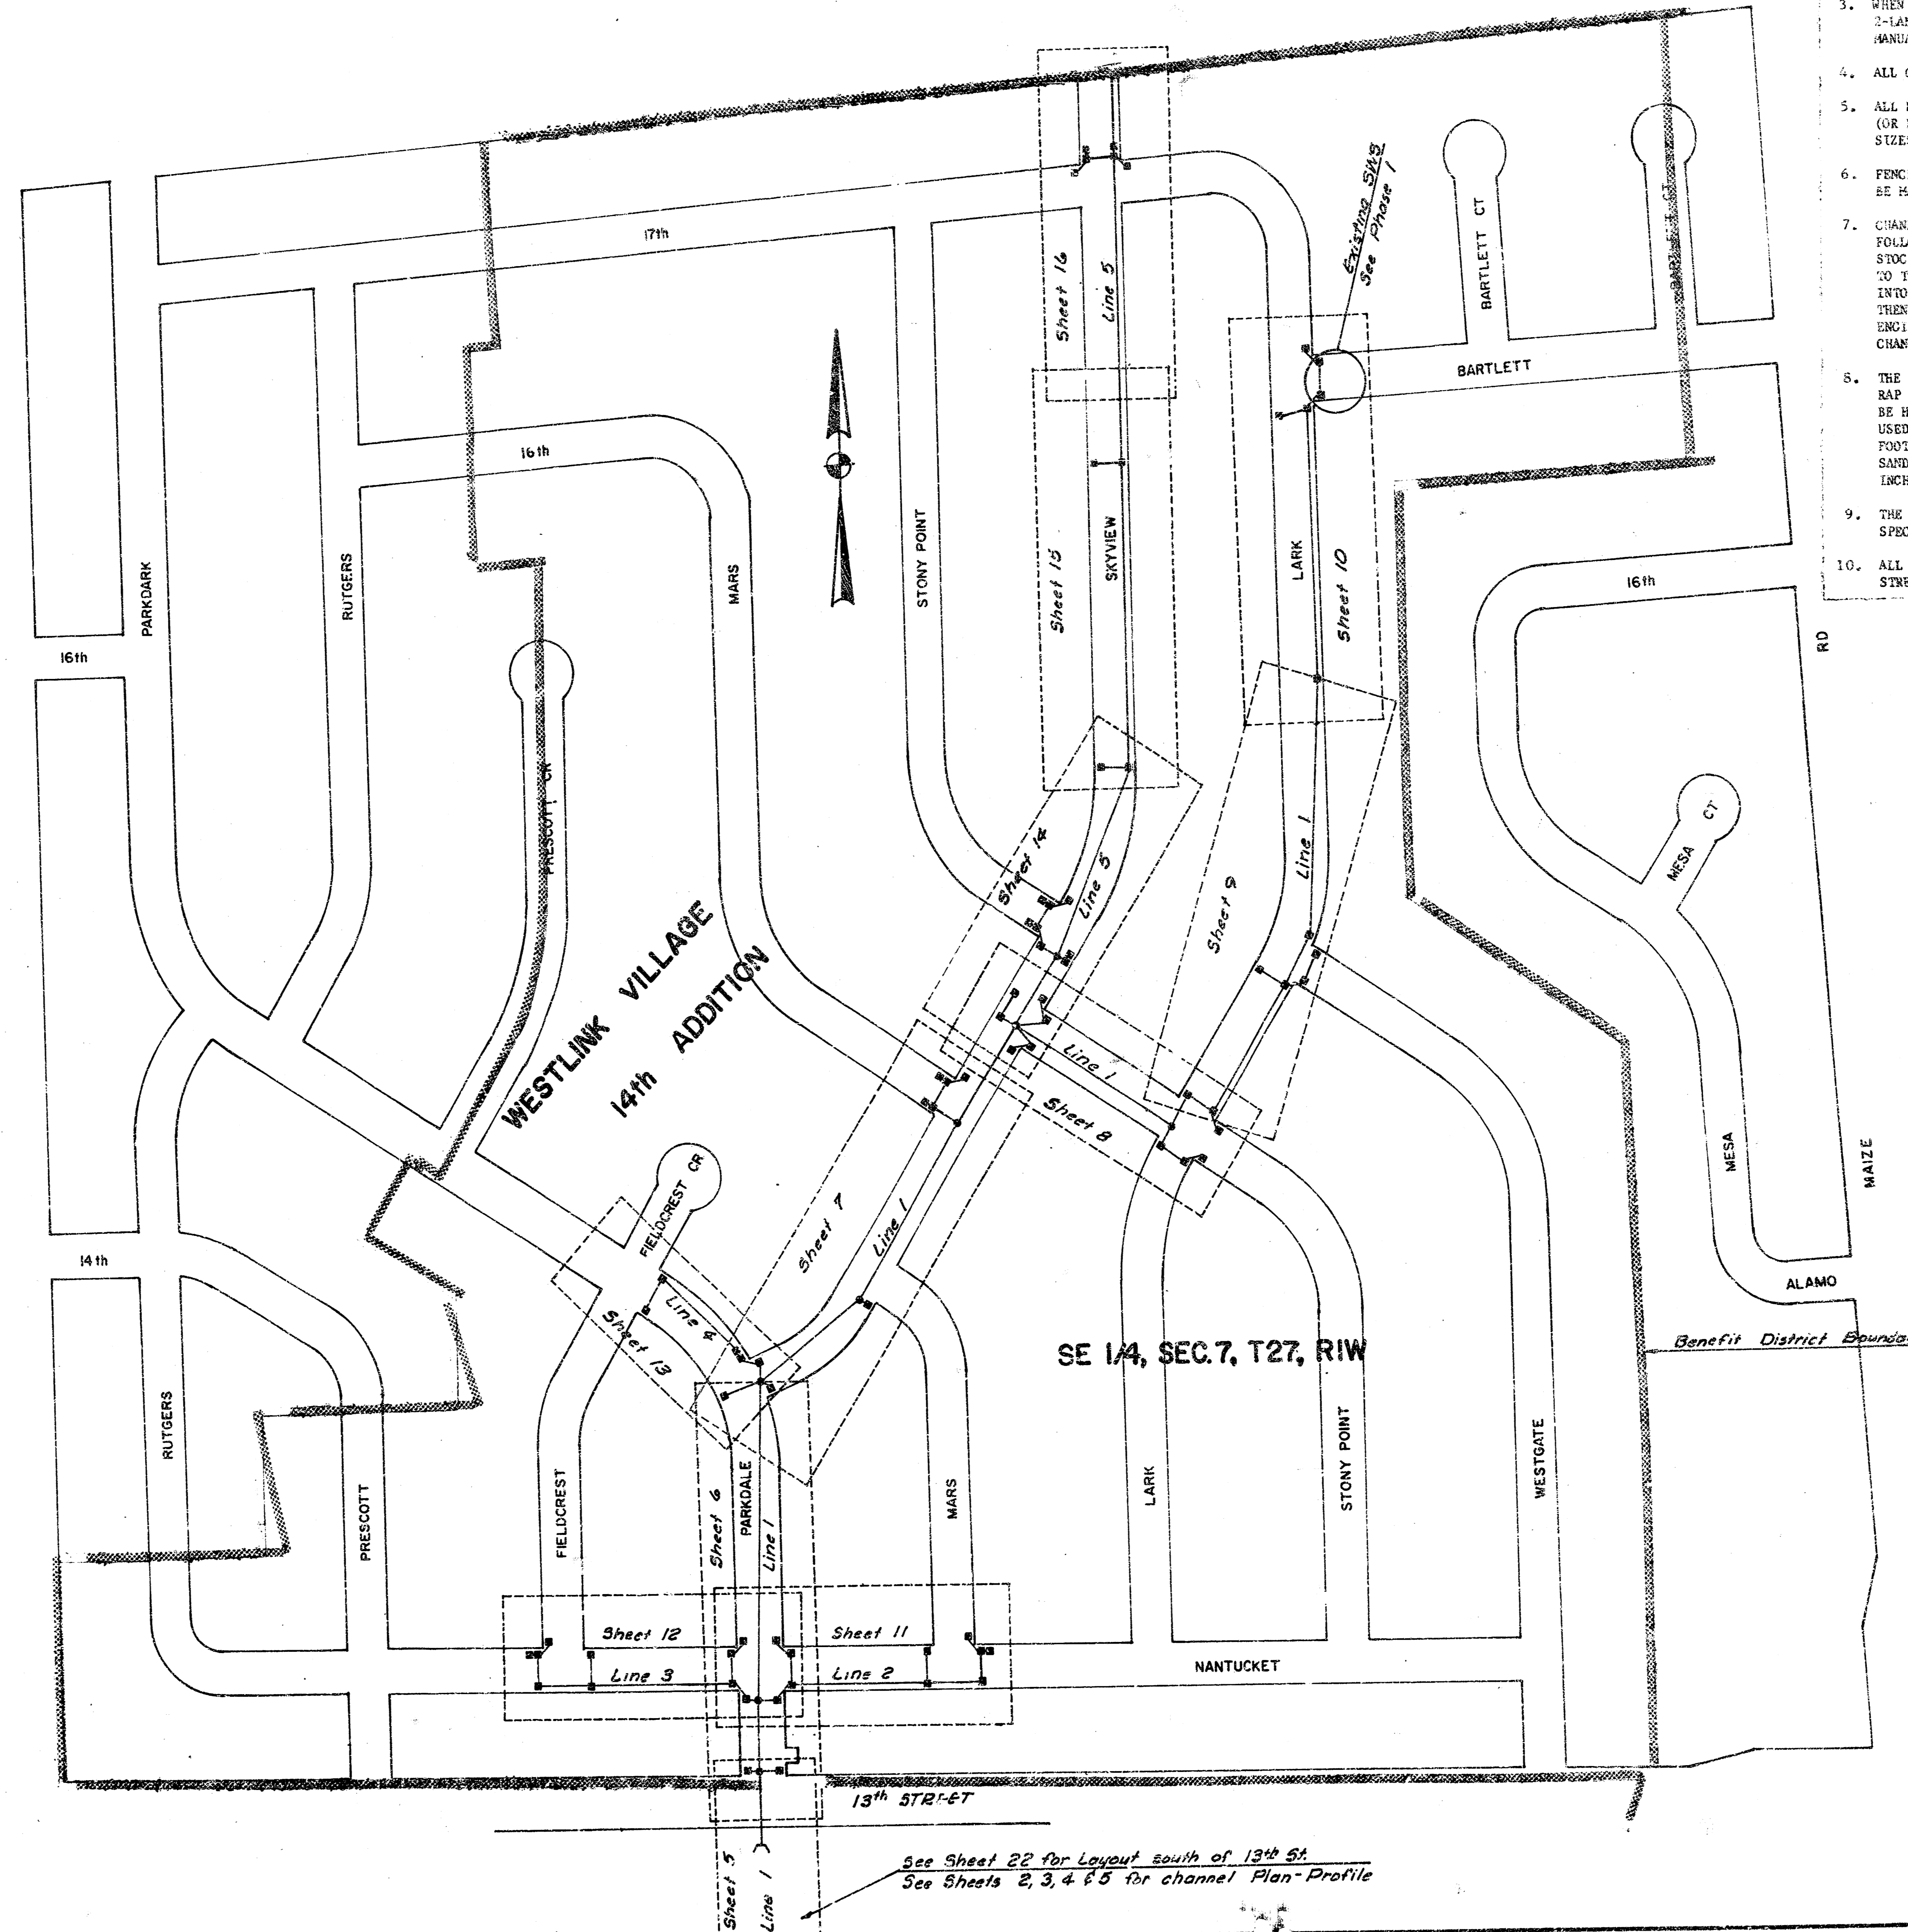 3. WHEN
2-LAN
MANUA
4. ALL
5. ALL
(OR
SIZES
6. FENC
BE
7. CHAN
FOLL
STOC
TO T
INTO
THEN
ENGI
CHAN
8. THE
RAP
BE H
USED
FOOT
SAND
INCH
9. THE
SPEC
10. ALL
STRE
Existing SWS
See Phase 1
BARTLETT CT
BARTLETT CT
17th
Sheet 16
Line 5
BARTLETT
16th
PARKDARK
RUTGERS
MARS
STONY POINT
Sheet 15
SKYVIEW
LARK
Sheet 10
16th
RD
16th
PRESCOTT CR
MESA CT
Sheet 14
Line 5
Sheet 9
Line 1
WESTLINK VILLAGE
14th ADDITION
Line 1
Sheet 8
FIELDCREST CR
Sheet 7
Line 1
MESA
MAIZE
14th
ALAMO
Line 4
Sheet 13
SE 1/4, SEC. 7, T27, R1W
Benefit District Bounda
RUTGERS
PRESCOTT
FIELDCREST
Sheet 6
PARKDALE
Line 1
MARS
LARK
STONY POINT
WESTGATE
Sheet 12
Sheet 11
Line 3
Line 2
NANTUCKET
13th STREET
Sheet 5
Line 1
See Sheet 22 for Layout south of 13th St.
See Sheets 2, 3, 4 & 5 for channel Plan-Profile